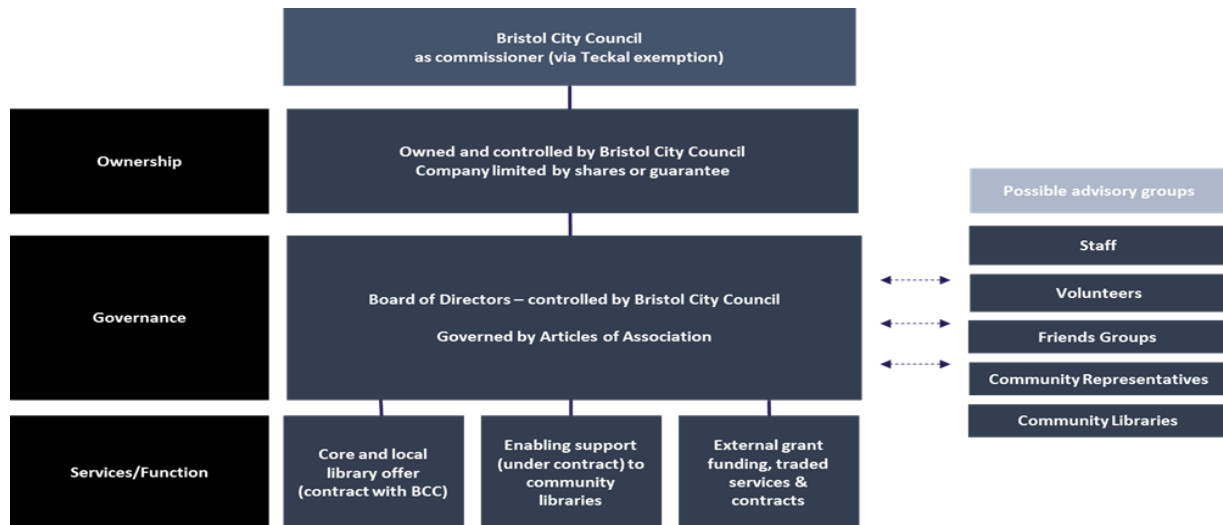 Bristol City Council
as commissioner (via Teckal exemption)
Ownership
Owned and controlled by Bristol City Council
Company limited by shares or guarantee
Governance
Board of Directors – controlled by Bristol City Council
Governed by Articles of Association
Possible advisory groups
Staff
Volunteers
Friends Groups
Community Representatives
Community Libraries
Services/Function
Core and local
library offer
(contract with BCC)
Enabling support
(under contract) to
community
libraries
External grant
funding, traded
services &
contracts